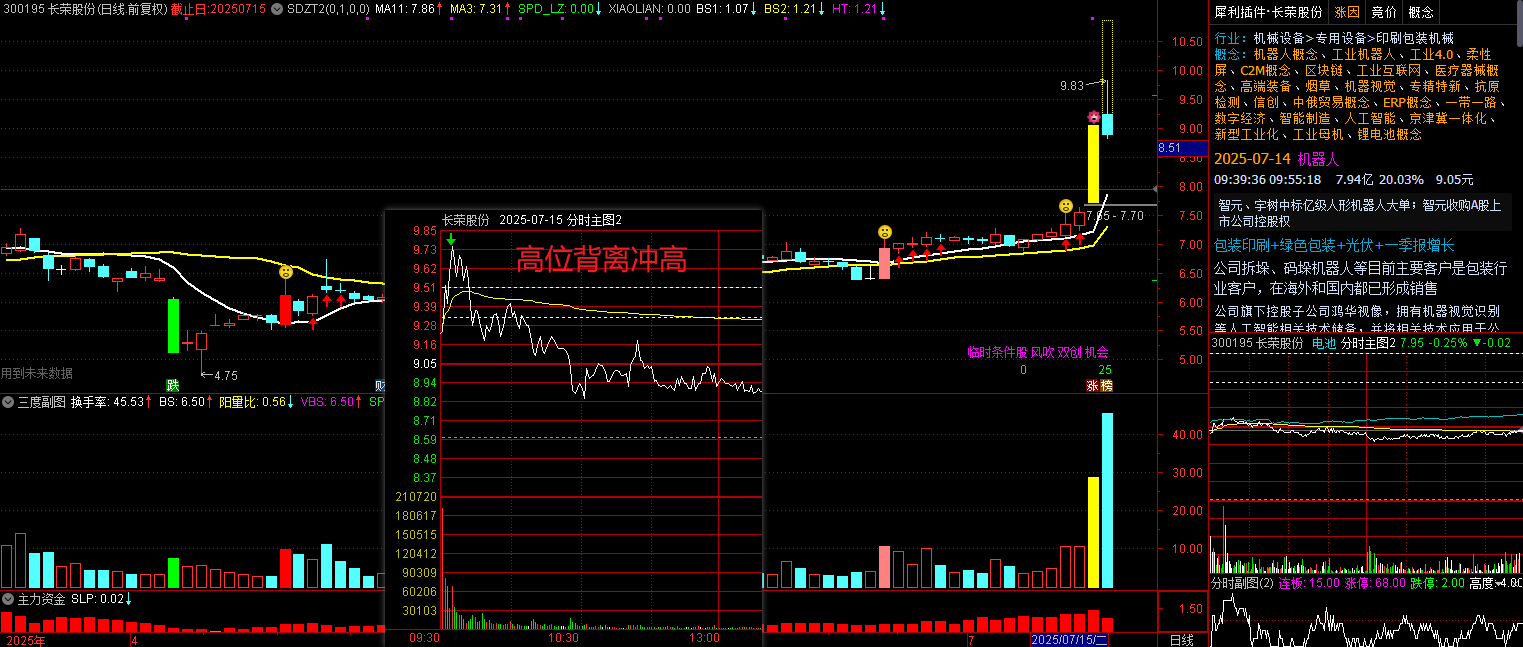 300195 长荣股份(日线.前复权) 截止日:20250715 SDZT2(0,1,0,0) MA11: 7.86↑ MA3: 7.31↑ SPD_LZ: 0.00↓ XIAOLIAN: 0.00 BS1: 1.07↓ BS2: 1.21↓ HT: 1.21↓
9.83
7.65 - 7.70
4.75
用到未来数据
跌
财
临时条件股 风吹 双创 机会
0 25
涨 榜
10.50
10.00
9.50
9.00
8.51
8.50
8.00
7.50
7.00
6.50
6.00
5.50
5.00
三度副图 换手率: 45.53↑ BS: 6.50↑ 阳量比: 0.56↓ VBS: 6.50↑ SP
40.00
30.00
20.00
10.00
主力资金 SLP: 0.02↓
1.50
2025年 4 7 2025/07/15/二 日线
长荣股份 2025-07-15 分时主图2
高位背离冲高
9.85
9.73
9.62
9.51
9.39
9.28
9.16
9.05
8.94
8.82
8.71
8.59
8.48
8.37
210720
180617
150515
120412
90309
60206
30103
09:30 10:30 13:00
犀利插件·长荣股份 涨因 竞价 概念
行业: 机械设备>专用设备>印刷包装机械
概念: 机器人概念、工业机器人、工业4.0、柔性
屏、C2M概念、区块链、工业互联网、医疗器械概
念、高端装备、烟草、机器视觉、专精特新、抗原
检测、信创、中俄贸易概念、ERP概念、一带一路、
数字经济、智能制造、人工智能、京津冀一体化、
新型工业化、工业母机、锂电池概念
2025-07-14 机器人
09:39:36 09:55:18 7.94亿 20.03% 9.05元
智元、宇树中标亿级人形机器人大单；智元收购A股上
市公司控股权
包装印刷+绿色包装+光伏+一季报增长
公司拆垛、码垛机器人等目前主要客户是包装行
业客户，在海外和国内都已形成销售
公司旗下控股子公司鸿华视像，拥有机器视觉识别
等人工智能相关技术储备，并将相关技术应用于公
300195 长荣股份 电池 分时主图2 7.95 -0.25% ▼-0.02
分时副图(2) 连板: 15.00 涨停: 68.00 跌停: 2.00 高度: 4.00